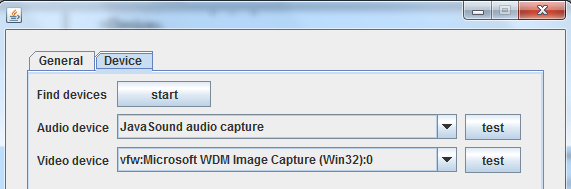 General Device
Find devices start
Audio device JavaSound audio capture test
Video device vfw:Microsoft WDM Image Capture (Win32):0 test